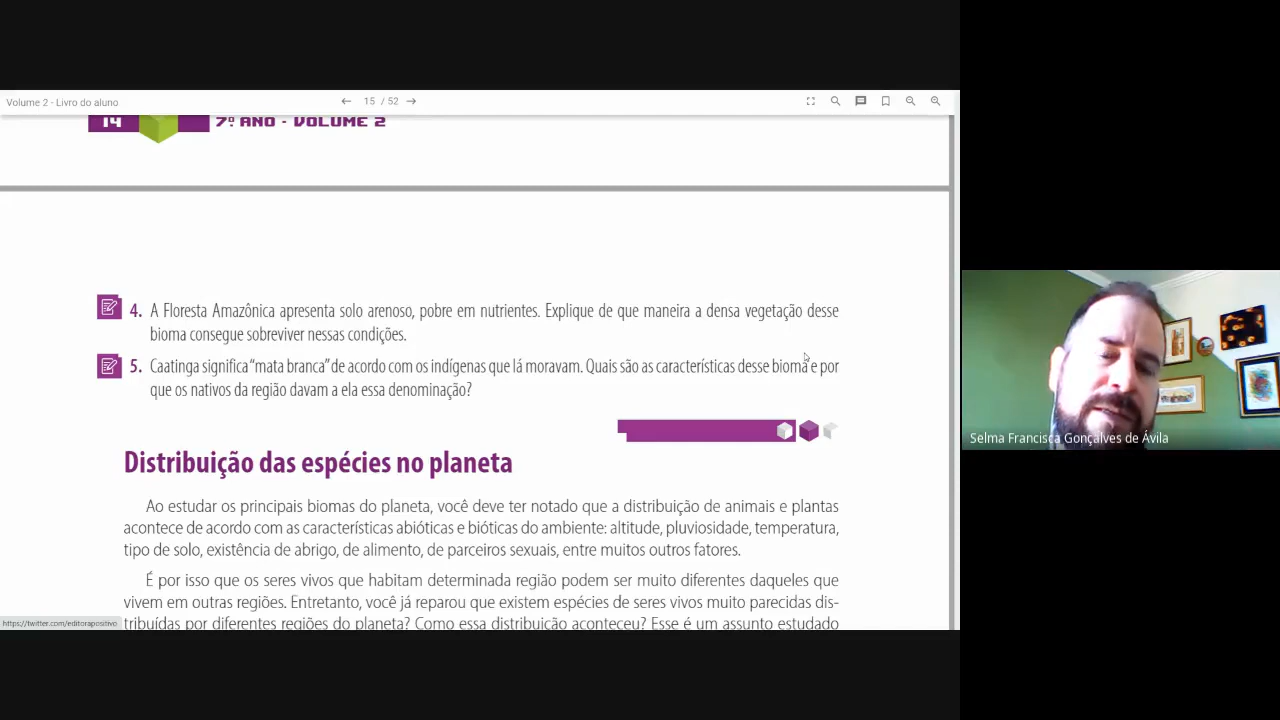 Volume 2 - Livro do aluno
15 / 52
14
7º ANO - VOLUME 2
4. A Floresta Amazônica apresenta solo arenoso, pobre em nutrientes. Explique de que maneira a densa vegetação desse
bioma consegue sobreviver nessas condições.
5. Caatinga significa “mata branca” de acordo com os indígenas que lá moravam. Quais são as características desse bioma e por
que os nativos da região davam a ela essa denominação?
Distribuição das espécies no planeta
Ao estudar os principais biomas do planeta, você deve ter notado que a distribuição de animais e plantas
acontece de acordo com as características abióticas e bióticas do ambiente: altitude, pluviosidade, temperatura,
tipo de solo, existência de abrigo, de alimento, de parceiros sexuais, entre muitos outros fatores.
É por isso que os seres vivos que habitam determinada região podem ser muito diferentes daqueles que
vivem em outras regiões. Entretanto, você já reparou que existem espécies de seres vivos muito parecidas dis-
tribuídas por diferentes regiões do planeta? Como essa distribuição aconteceu? Esse é um assunto estudado
https://twitter.com/editorapositivo
Selma Francisca Gonçalves de Ávila